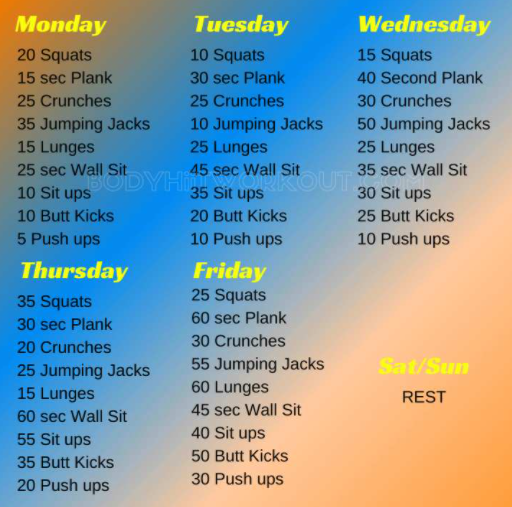 Monday
20 Squats
15 sec Plank
25 Crunches
35 Jumping Jacks
15 Lunges
25 sec Wall Sit
10 Sit ups
10 Butt Kicks
5 Push ups
Tuesday
10 Squats
30 sec Plank
25 Crunches
10 Jumping Jacks
25 Lunges
45 sec Wall Sit
35 Sit ups
20 Butt Kicks
10 Push ups
Wednesday
15 Squats
40 Second Plank
30 Crunches
50 Jumping Jacks
25 Lunges
35 sec Wall Sit
30 Sit ups
25 Butt Kicks
10 Push ups
Thursday
35 Squats
30 sec Plank
20 Crunches
25 Jumping Jacks
15 Lunges
60 sec Wall Sit
55 Sit ups
35 Butt Kicks
20 Push ups
Friday
25 Squats
60 sec Plank
30 Crunches
55 Jumping Jacks
60 Lunges
45 sec Wall Sit
40 Sit ups
50 Butt Kicks
30 Push ups
Sat/Sun
REST